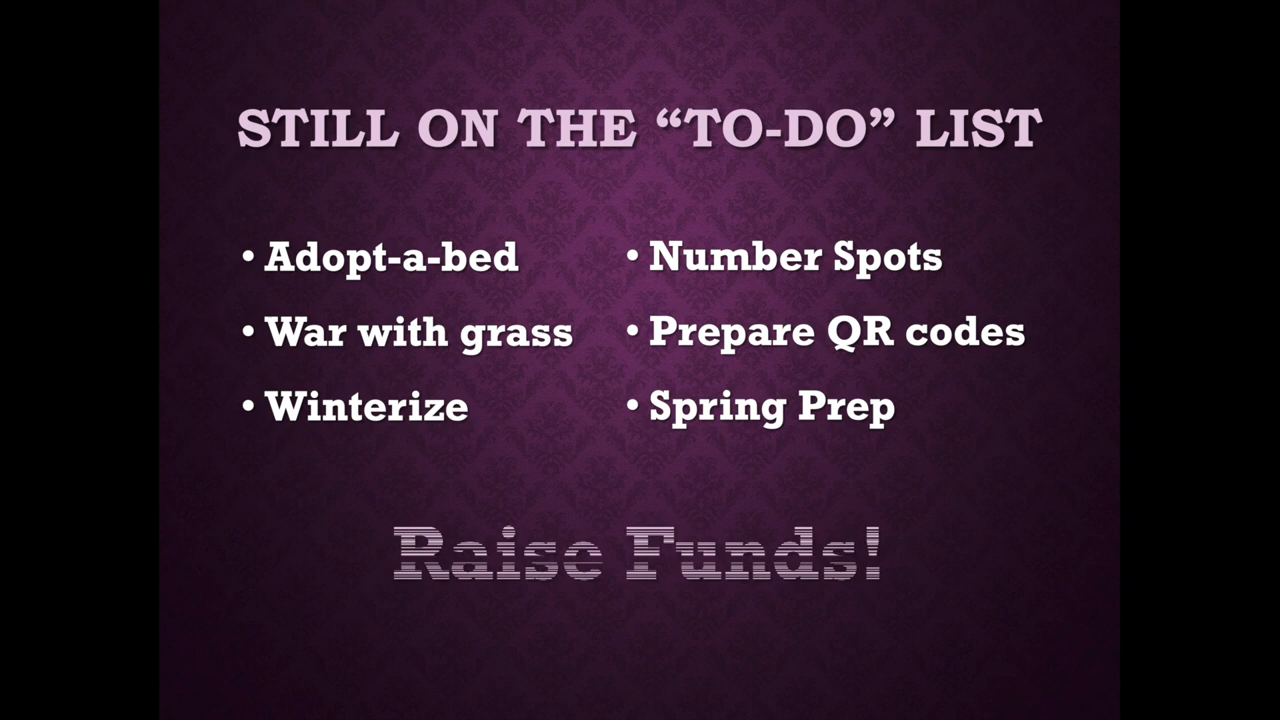 STILL ON THE “TO-DO” LIST
• Adopt-a-bed
• War with grass
• Winterize
• Number Spots
• Prepare QR codes
• Spring Prep
Raise Funds!